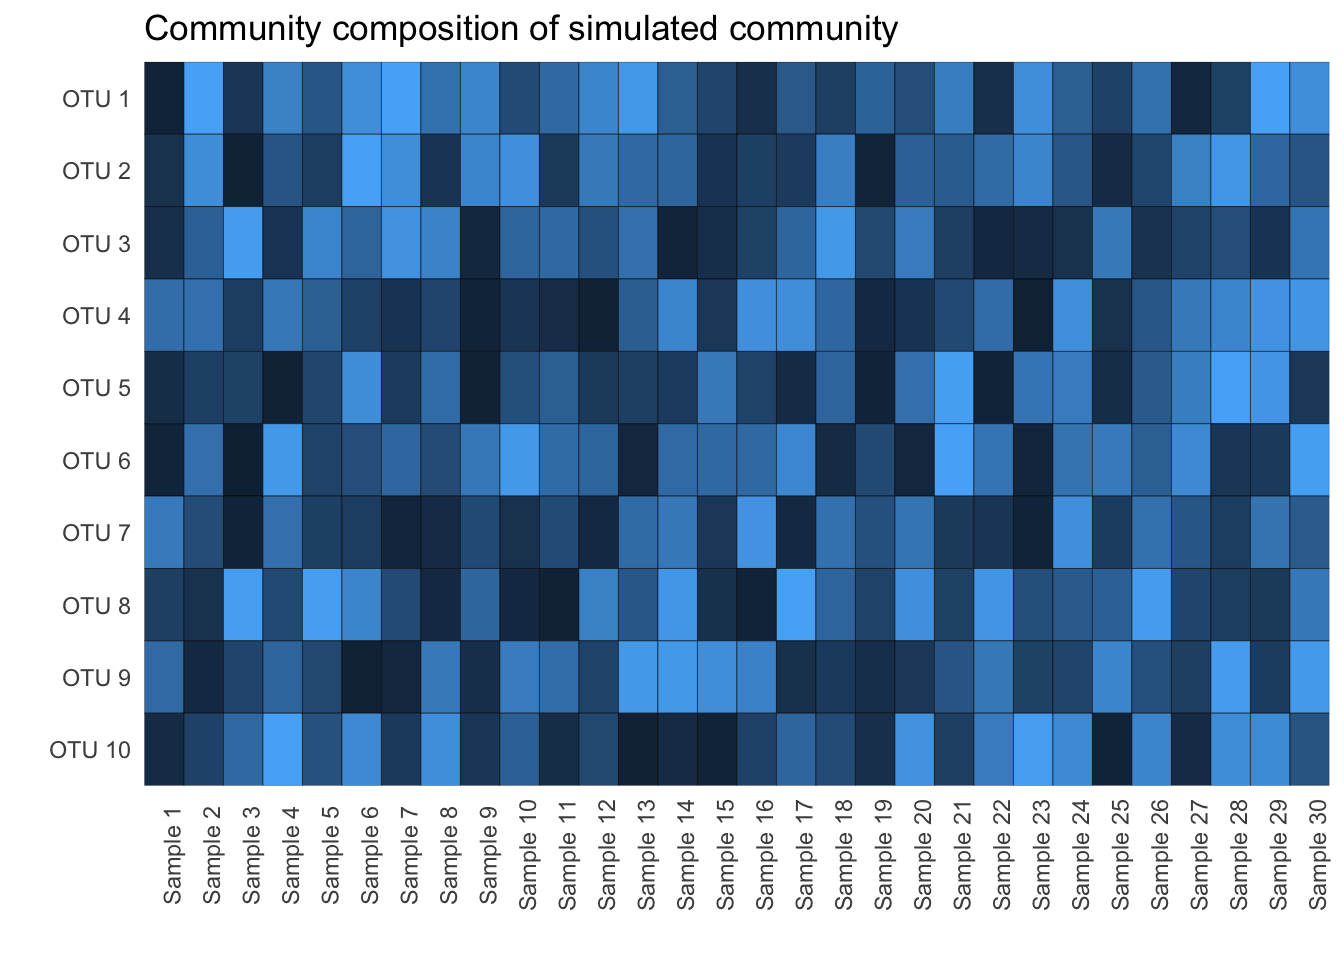 Community composition of simulated community
OTU 1
OTU 2
OTU 3
OTU 4
OTU 5
OTU 6
OTU 7
OTU 8
OTU 9
OTU 10
Sample 1
Sample 2
Sample 3
Sample 4
Sample 5
Sample 6
Sample 7
Sample 8
Sample 9
Sample 10
Sample 11
Sample 12
Sample 13
Sample 14
Sample 15
Sample 16
Sample 17
Sample 18
Sample 19
Sample 20
Sample 21
Sample 22
Sample 23
Sample 24
Sample 25
Sample 26
Sample 27
Sample 28
Sample 29
Sample 30